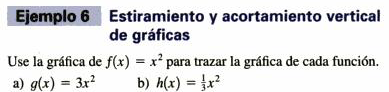 Ejemplo 6 Estiramiento y acortamiento vertical
de gráficas
Use la gráfica de f(x) = x² para trazar la gráfica de cada función.
a) g(x) = 3x² b) h(x) = ⅓x²